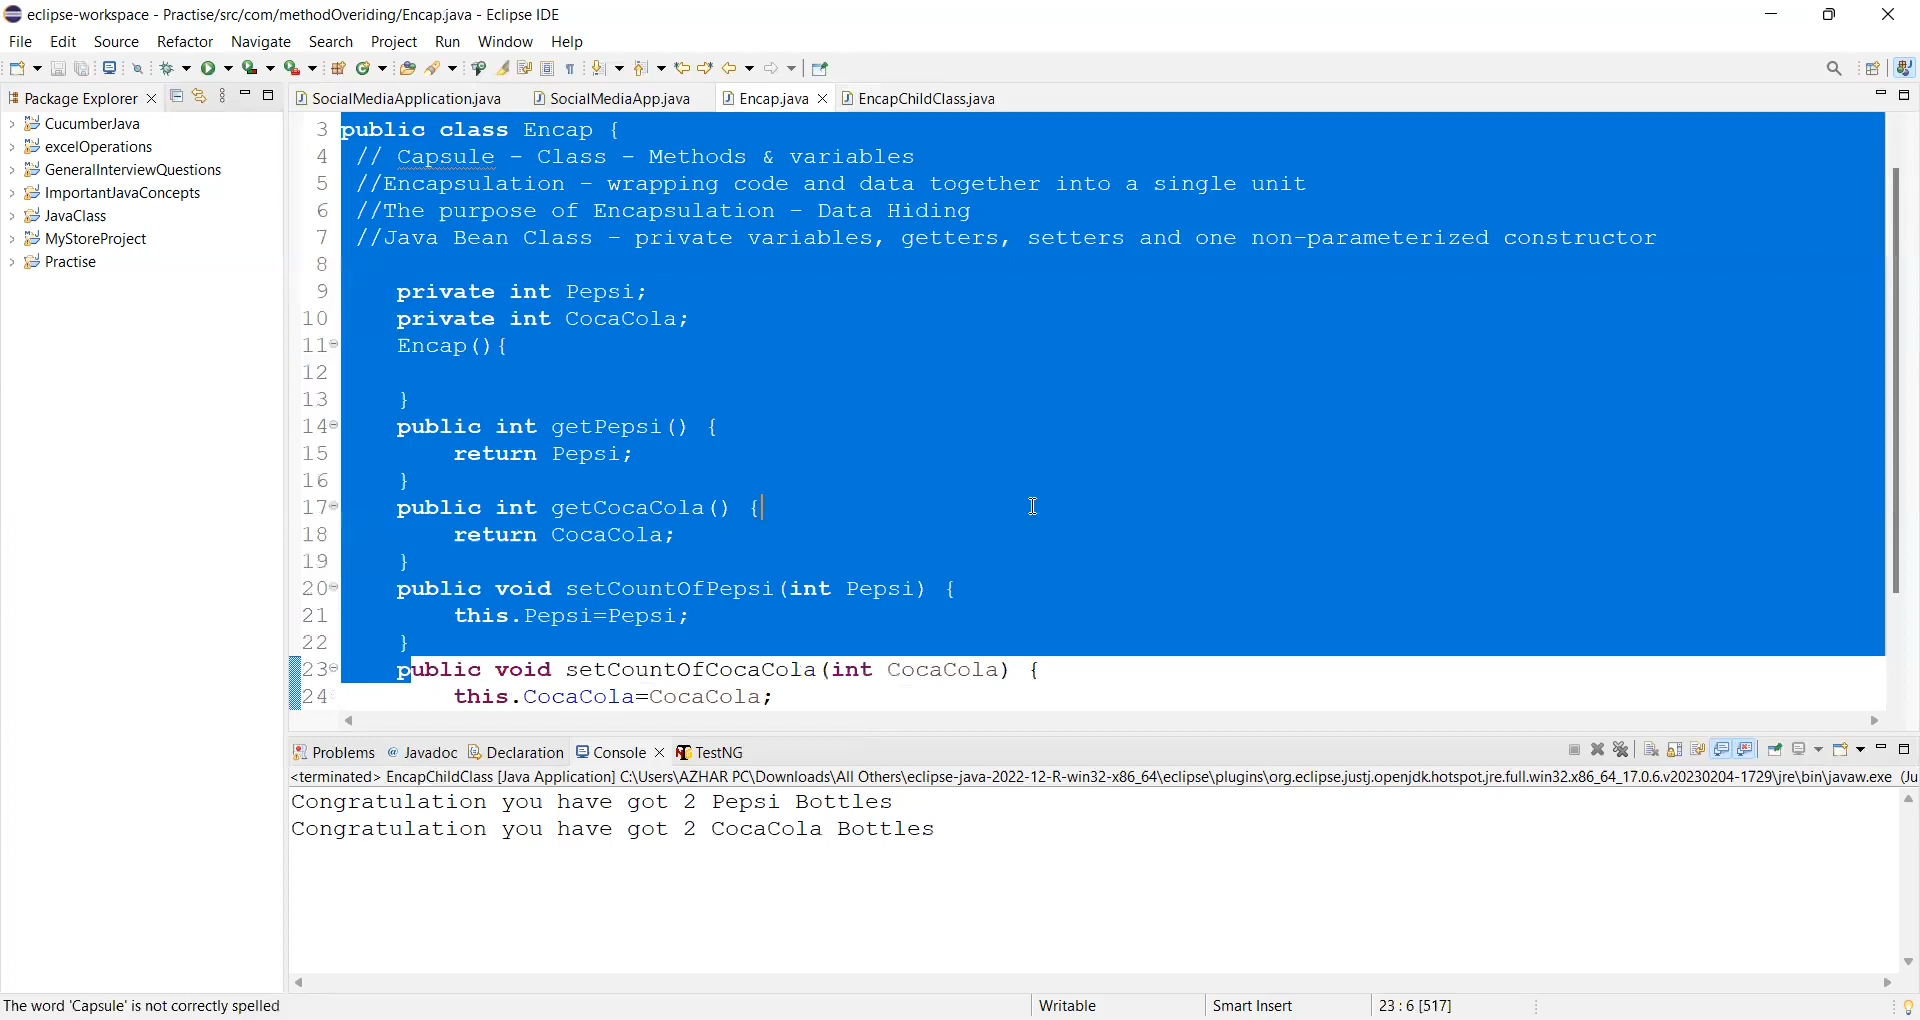 eclipse-workspace - Practise/src/com/methodOveriding/Encap.java - Eclipse IDE
File Edit Source Refactor Navigate Search Project Run Window Help
Package Explorer
SocialMediaApplication.java SocialMediaApp.java Encap.java EncapChildClass.java
CucumberJava
excelOperations
GeneralInterviewQuestions
ImportantJavaConcepts
JavaClass
MyStoreProject
Practise
3 public class Encap {
4 // Capsule - Class - Methods & variables
5 //Encapsulation - wrapping code and data together into a single unit
6 //The purpose of Encapsulation - Data Hiding
7 //Java Bean Class - private variables, getters, setters and one non-parameterized constructor
8
9 private int Pepsi;
10 private int CocaCola;
11 Encap(){
12
13 }
14 public int getPepsi() {
15 return Pepsi;
16 }
17 public int getCocaCola() {
18 return CocaCola;
19 }
20 public void setCountOfPepsi(int Pepsi) {
21 this.Pepsi=Pepsi;
22 }
23 public void setCountOfCocaCola(int CocaCola) {
24 this.CocaCola=CocaCola;
Problems @ Javadoc Declaration Console TestNG
<terminated> EncapChildClass [Java Application] C:\Users\AZHAR PC\Downloads\All Others\eclipse-java-2022-12-R-win32-x86_64\eclipse\plugins\org.eclipse.justj.openjdk.hotspot.jre.full.win32.x86_64_17.0.6.v20230204-1729\jre\bin\javaw.exe (Ju
Congratulation you have got 2 Pepsi Bottles
Congratulation you have got 2 CocaCola Bottles
The word 'Capsule' is not correctly spelled Writable Smart Insert 23 : 6 [517]